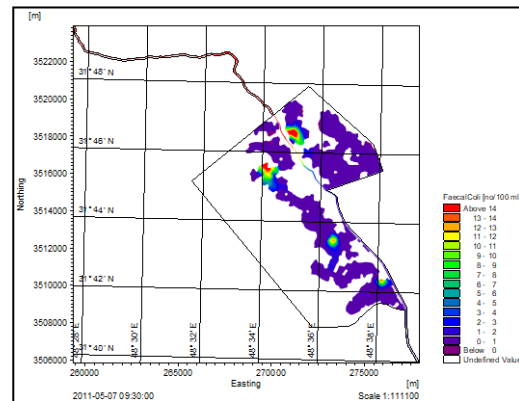 [m]
3522000
3520000
3518000
3516000
3514000
3512000
3510000
3508000
3506000
Northing
31°48' N
31°46' N
31°44' N
31°42' N
31°40' N
48°30' E
48°32' E
48°34' E
48°36' E
48°38' E
260000 265000 270000 275000
Easting [m]
2011-05-07 09:30:00 Scale 1:111100
FaecalColi [no/100 ml]
Above 14
13 - 14
12 - 13
11 - 12
10 - 11
9 - 10
8 - 9
7 - 8
6 - 7
5 - 6
4 - 5
3 - 4
2 - 3
1 - 2
0 - 1
Below 0
Undefined Value